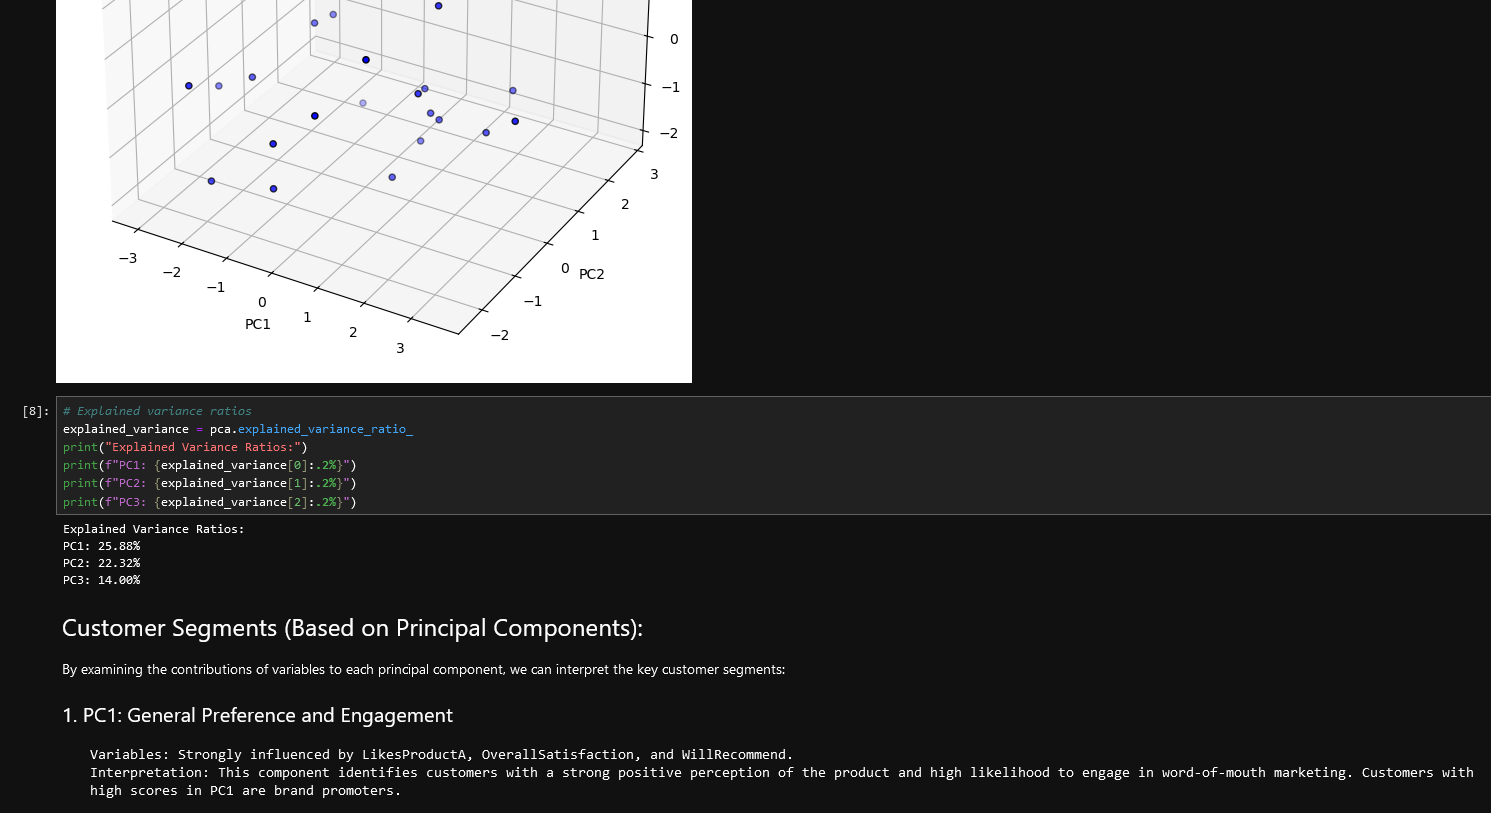 0
−1
−2
3
2
1
0
−1
−2
PC2
−3
−2
−1
0
1
2
3
PC1
[8]:
# Explained variance ratios
explained_variance = pca.explained_variance_ratio_
print("Explained Variance Ratios:")
print(f"PC1: {explained_variance[0]:.2%}")
print(f"PC2: {explained_variance[1]:.2%}")
print(f"PC3: {explained_variance[2]:.2%}")
Explained Variance Ratios:
PC1: 25.88%
PC2: 22.32%
PC3: 14.00%
Customer Segments (Based on Principal Components):
By examining the contributions of variables to each principal component, we can interpret the key customer segments:
1. PC1: General Preference and Engagement
Variables: Strongly influenced by LikesProductA, OverallSatisfaction, and WillRecommend.
Interpretation: This component identifies customers with a strong positive perception of the product and high likelihood to engage in word-of-mouth marketing. Customers with
high scores in PC1 are brand promoters.